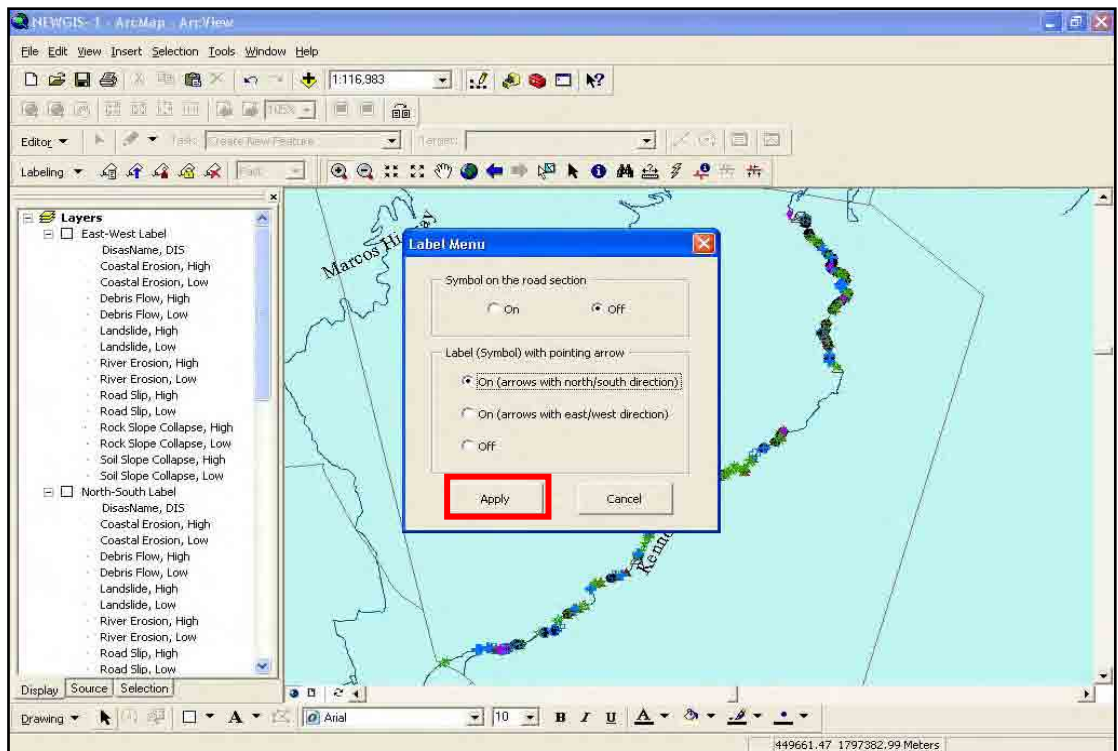 NEWGIS-1 - ArcMap - ArcView
File Edit View Insert Selection Tools Window Help
1:116,983
105%
Editor Task: Create New Feature Target:
Labeling Fast
Layers
East-West Label
DisasName, DIS
Coastal Erosion, High
Coastal Erosion, Low
Debris Flow, High
Debris Flow, Low
Landslide, High
Landslide, Low
River Erosion, High
River Erosion, Low
Road Slip, High
Road Slip, Low
Rock Slope Collapse, High
Rock Slope Collapse, Low
Soil Slope Collapse, High
Soil Slope Collapse, Low
North-South Label
DisasName, DIS
Coastal Erosion, High
Coastal Erosion, Low
Debris Flow, High
Debris Flow, Low
Landslide, High
Landslide, Low
River Erosion, High
River Erosion, Low
Road Slip, High
Road Slip, Low
Display Source Selection
Marcos Hi ay
Label Menu
Symbol on the road section
On Off
Label (Symbol) with pointing arrow
On (arrows with north/south direction)
On (arrows with east/west direction)
Off
Apply Cancel
Kenno
Drawing A Arial 10 B I U A
449661.47 1797382.99 Meters